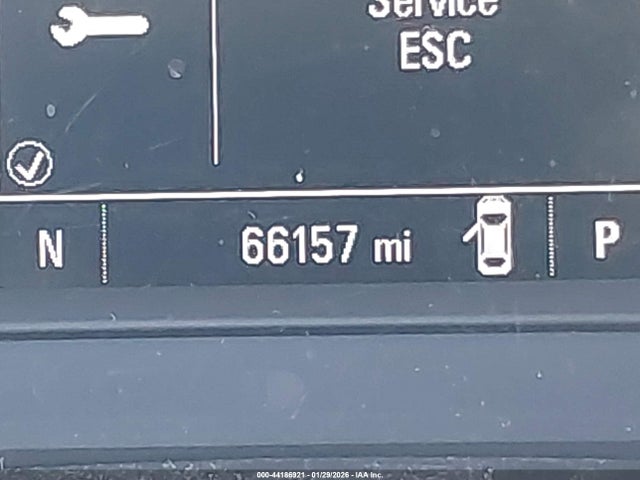 Service
ESC
N 66157 mi P
000-44186921 - 01/29/2026 - IAA Inc.